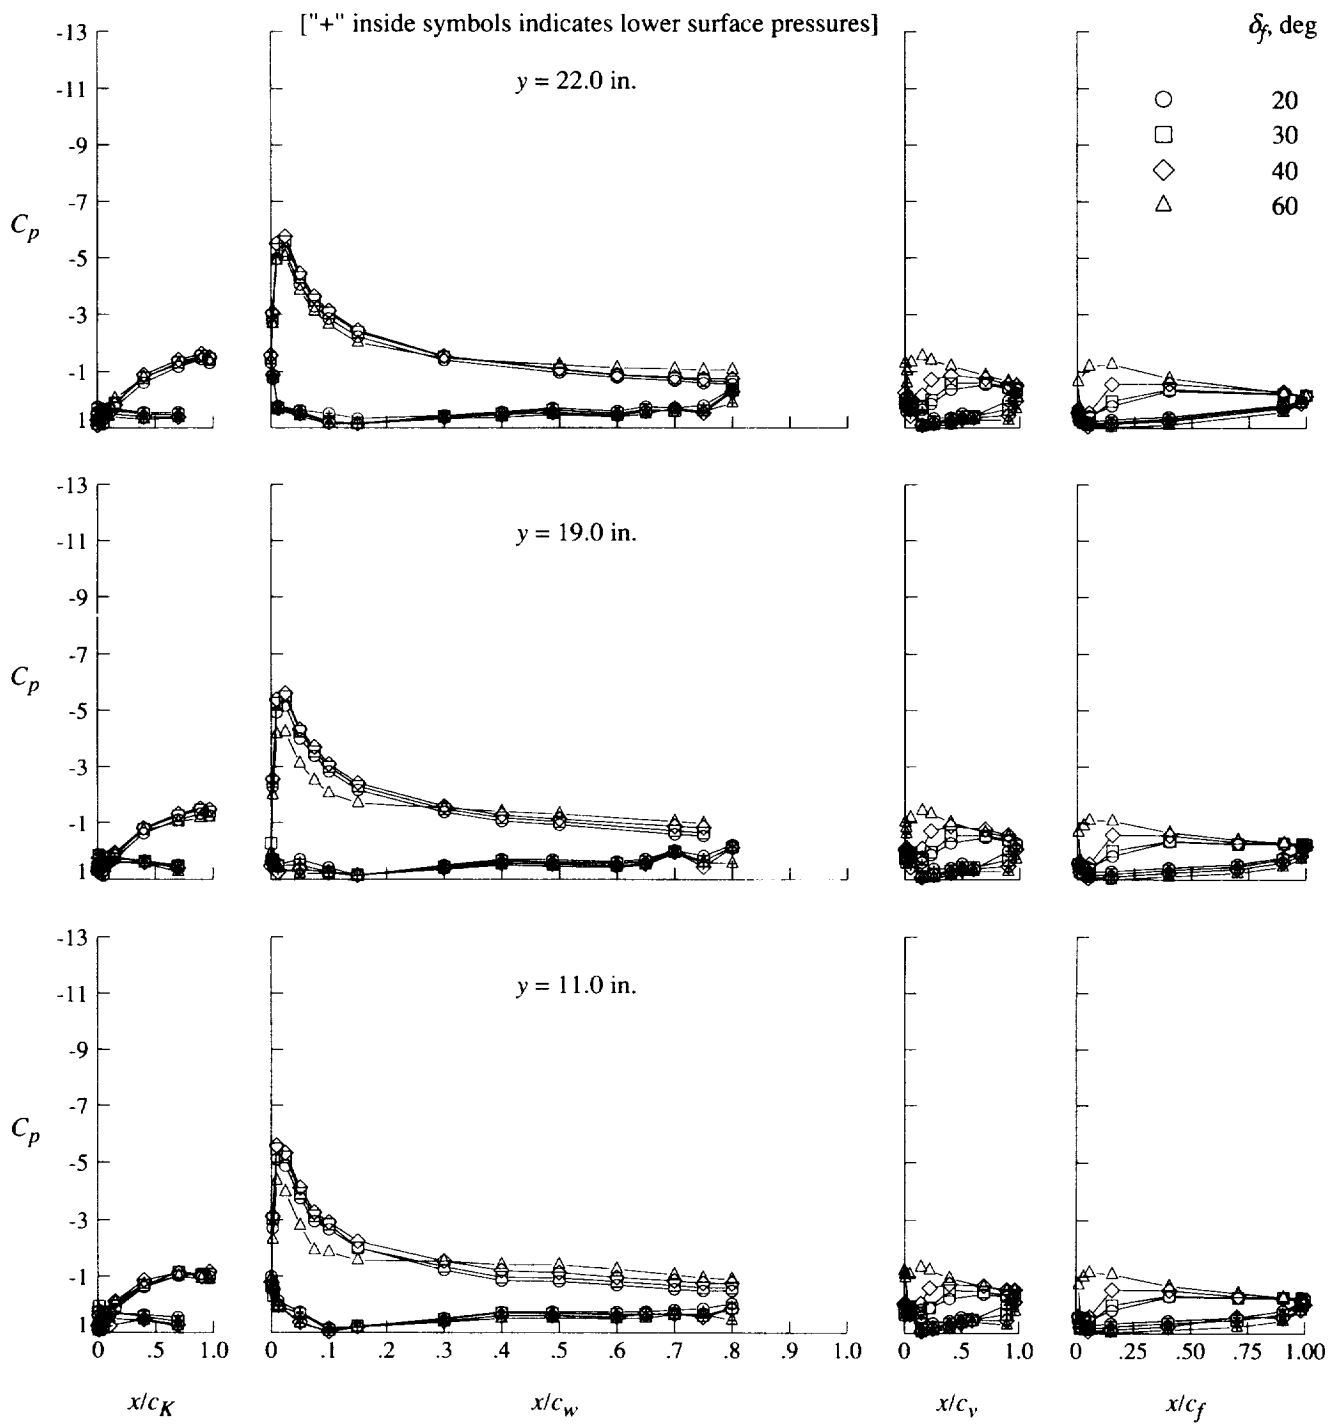 ["+" inside symbols indicates lower surface pressures]
δf, deg
20
30
40
60
y = 22.0 in.
-13
-11
-9
-7
-5
-3
-1
1
Cp
y = 19.0 in.
-13
-11
-9
-7
-5
-3
-1
1
Cp
y = 11.0 in.
-13
-11
-9
-7
-5
-3
-1
1
Cp
0 .5 1.0
0 .1 .2 .3 .4 .5 .6 .7 .8 .9 1.0
0 .5 1.0
0 .25 .50 .75 1.00
x/cK
x/cw
x/cv
x/cf